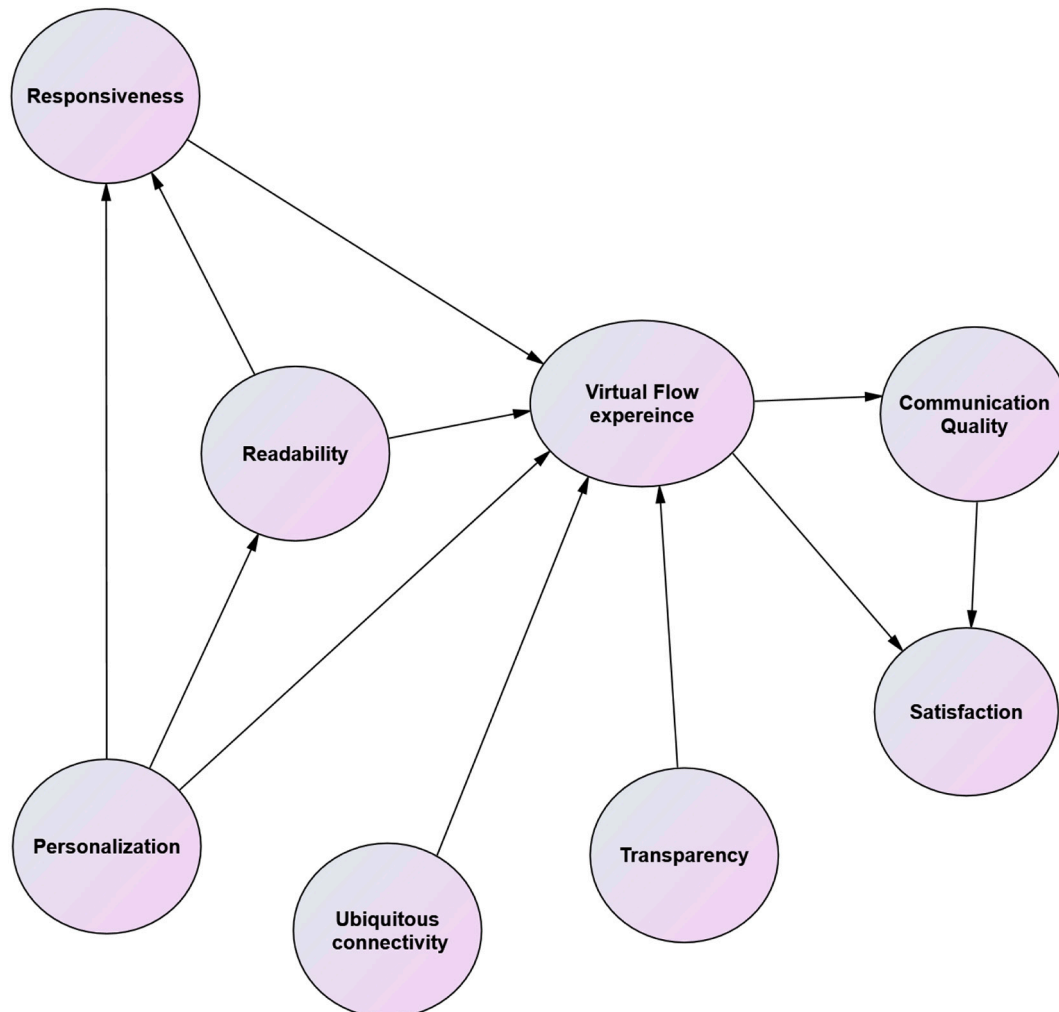 Responsiveness
Virtual Flow
expereince
Communication
Quality
Readability
Satisfaction
Personalization
Transparency
Ubiquitous
connectivity